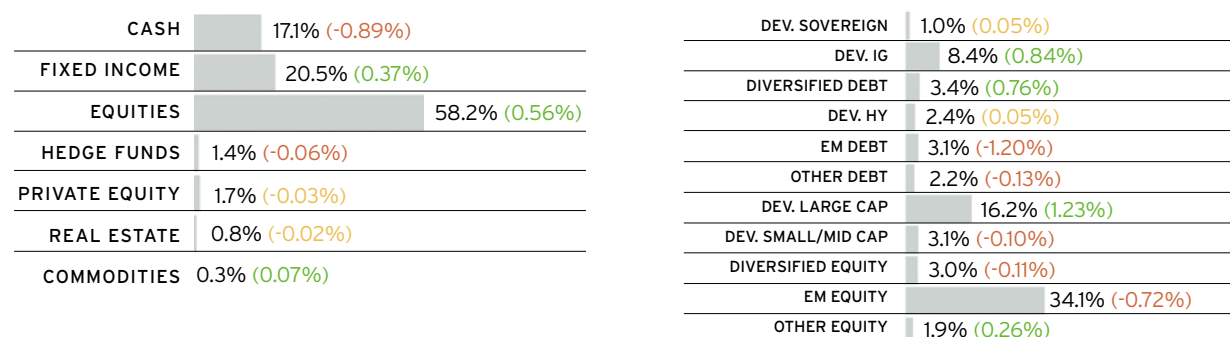 CASH 17.1% (-0.89%)
FIXED INCOME 20.5% (0.37%)
EQUITIES 58.2% (0.56%)
HEDGE FUNDS 1.4% (-0.06%)
PRIVATE EQUITY 1.7% (-0.03%)
REAL ESTATE 0.8% (-0.02%)
COMMODITIES 0.3% (0.07%)
DEV. SOVEREIGN 1.0% (0.05%)
DEV. IG 8.4% (0.84%)
DIVERSIFIED DEBT 3.4% (0.76%)
DEV. HY 2.4% (0.05%)
EM DEBT 3.1% (-1.20%)
OTHER DEBT 2.2% (-0.13%)
DEV. LARGE CAP 16.2% (1.23%)
DEV. SMALL/MID CAP 3.1% (-0.10%)
DIVERSIFIED EQUITY 3.0% (-0.11%)
EM EQUITY 34.1% (-0.72%)
OTHER EQUITY 1.9% (0.26%)